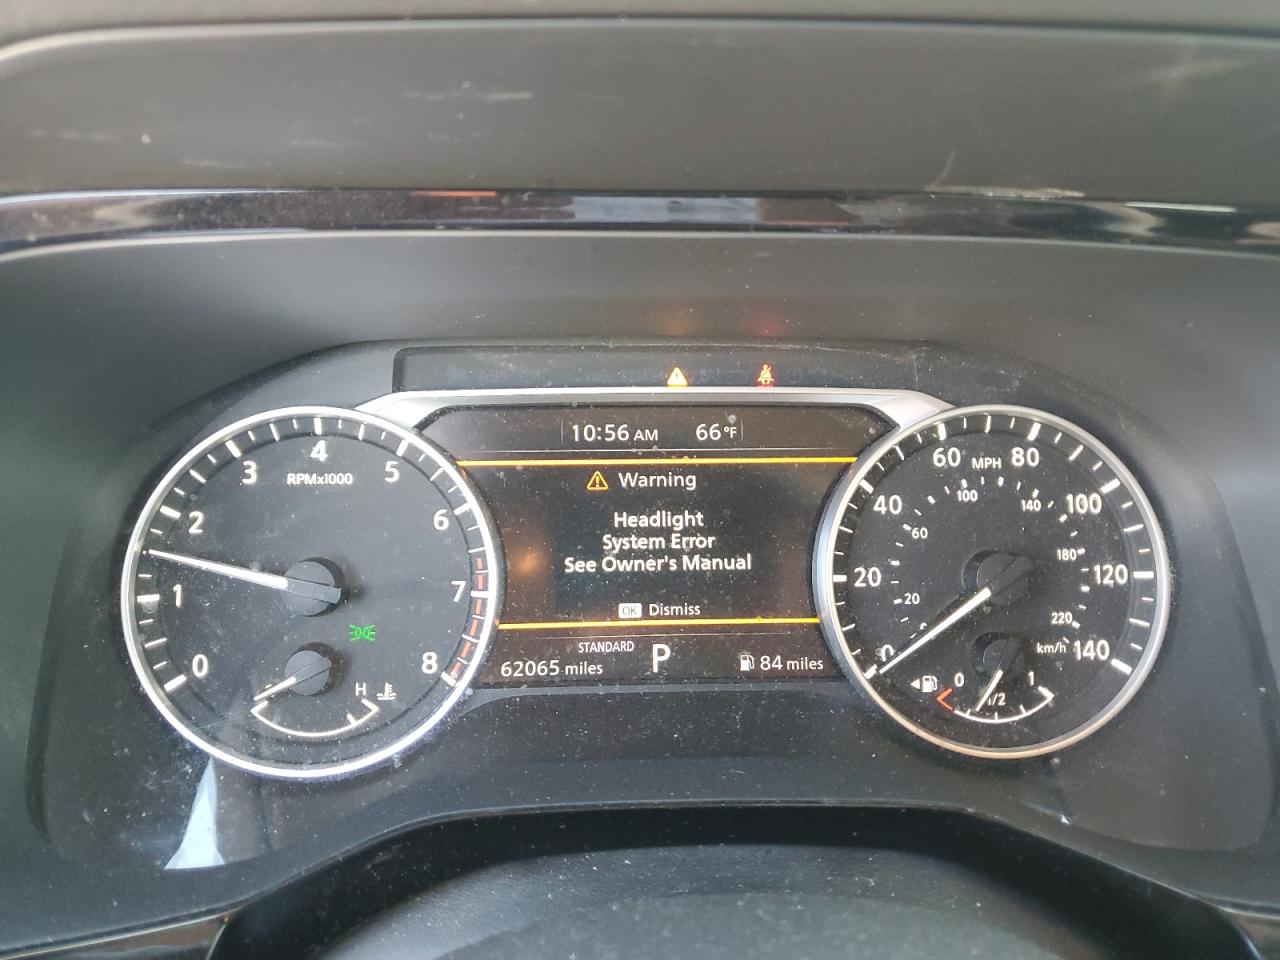 10:56 AM 66°F
Warning
Headlight
System Error
See Owner's Manual
OK Dismiss
STANDARD
62065 miles P 84 miles
RPMx1000
0 1 2 3 4 5 6 7 8
H
MPH
0 20 40 60 80 100 120 140
km/h
0 20 60 100 140 180 220
0 1/2 1